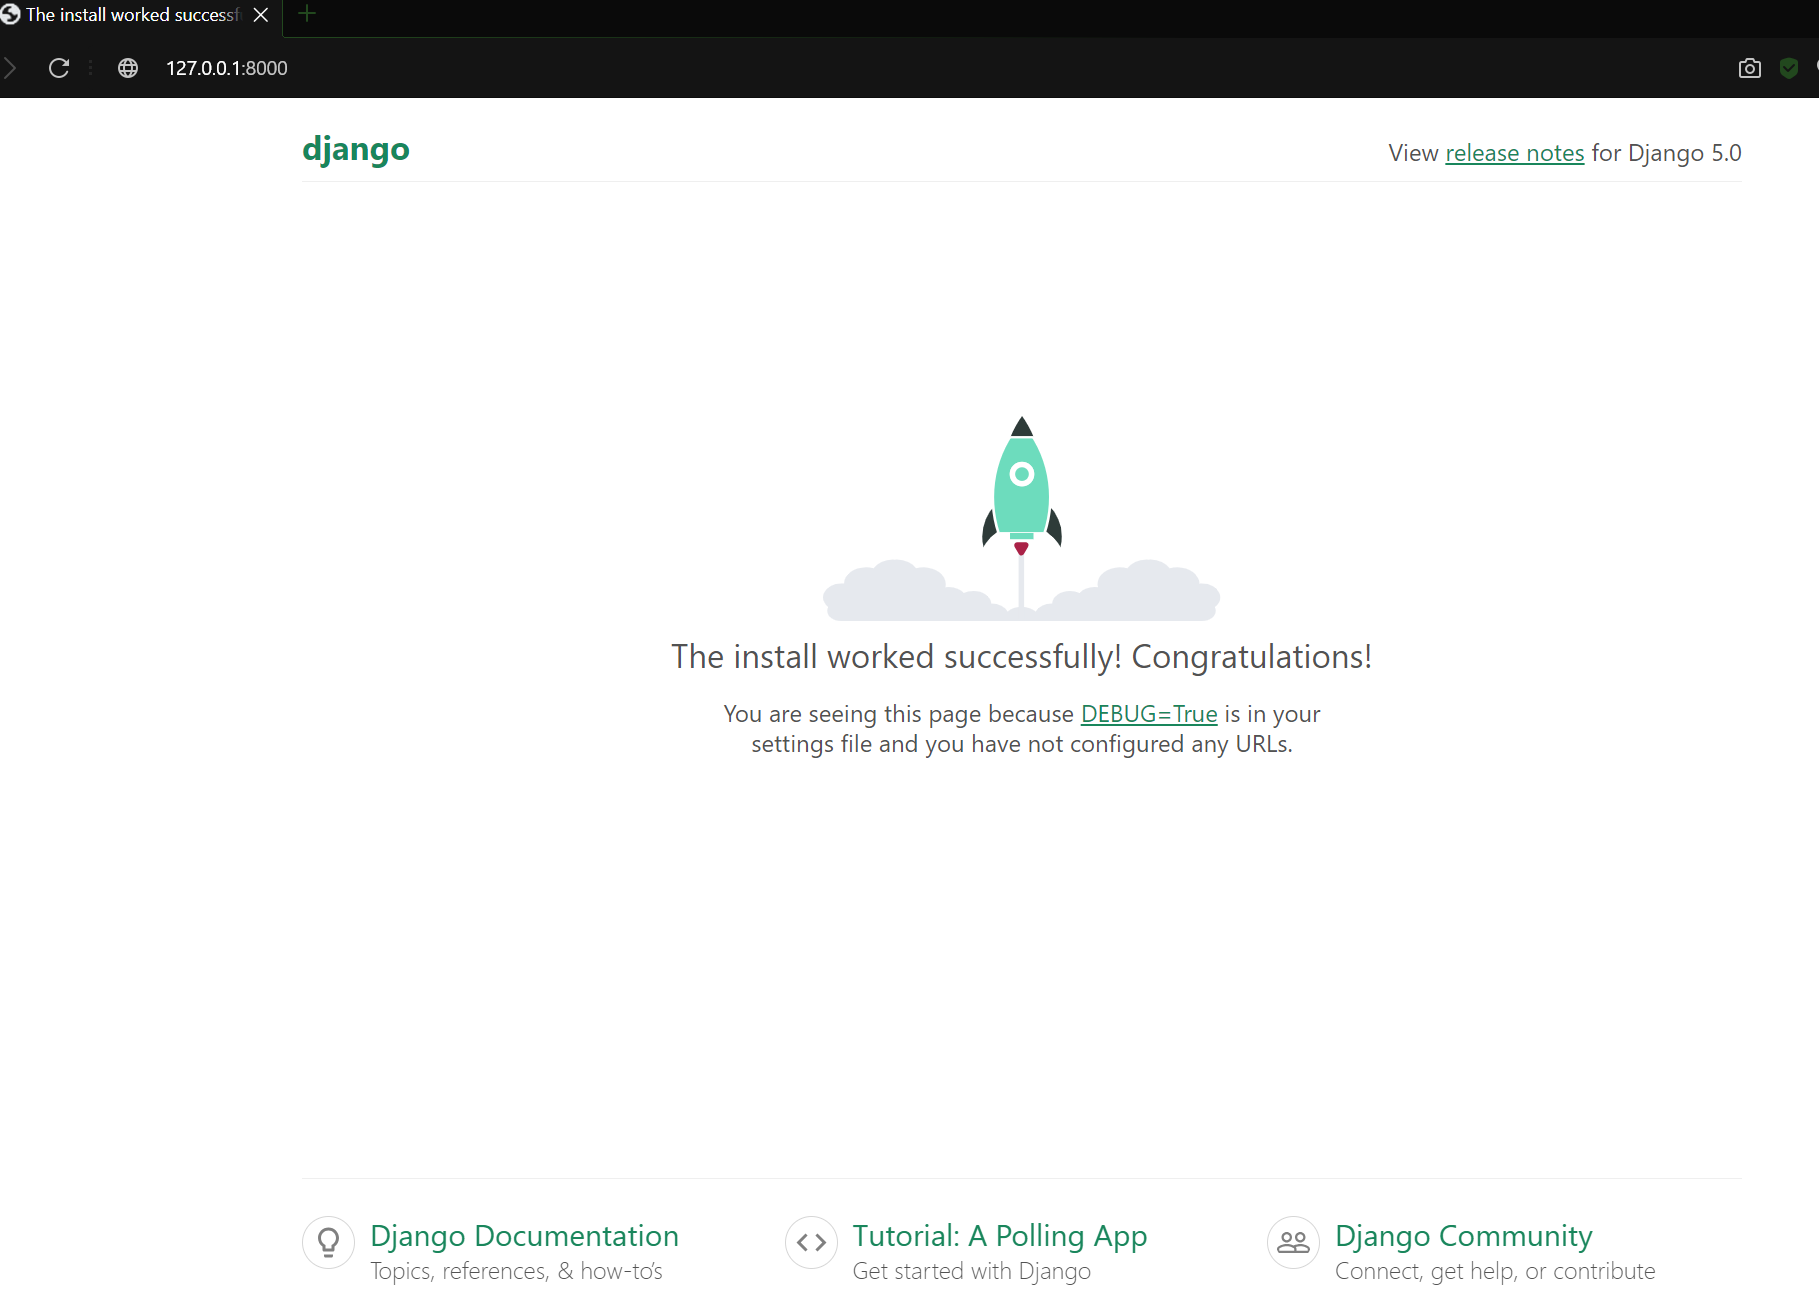 The install worked successf
127.0.0.1:8000
django
View release notes for Django 5.0
The install worked successfully! Congratulations!
You are seeing this page because DEBUG=True is in your
settings file and you have not configured any URLs.
Django Documentation
Topics, references, & how-to’s
Tutorial: A Polling App
Get started with Django
Django Community
Connect, get help, or contribute